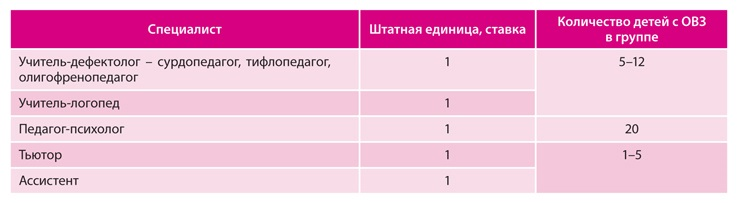 Специалист
Штатная единица, ставка
Количество детей с ОВЗ
в группе
Учитель-дефектолог – сурдопедагог, тифлопедагог,
олигофренопедагог
1
5–12
Учитель-логопед
1
Педагог-психолог
1
20
Тьютор
1
1–5
Ассистент
1